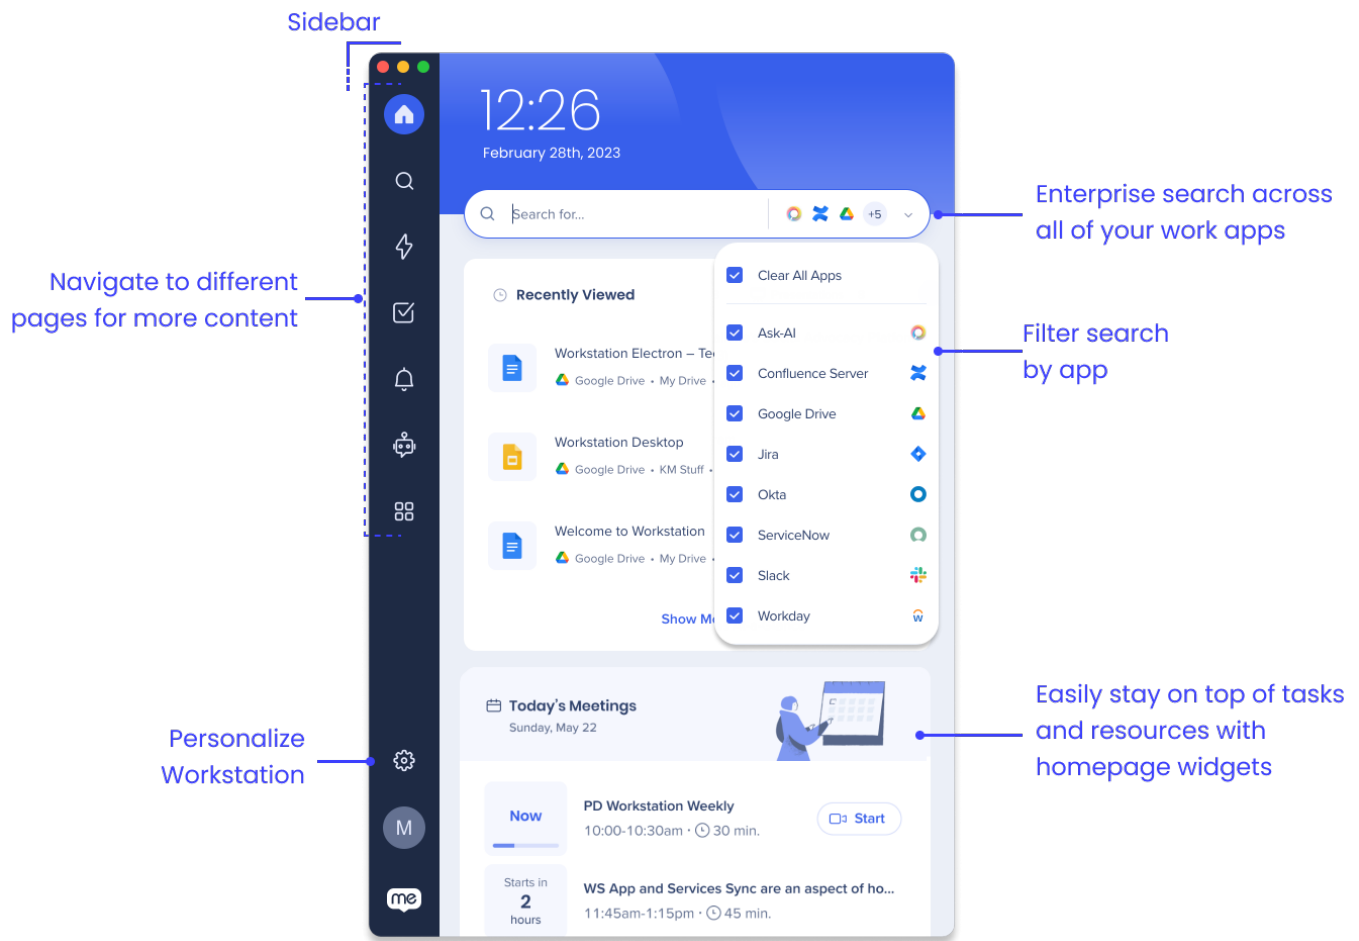 Sidebar
12:26
February 28th, 2023
Search for...
+5
Enterprise search across
all of your work apps
Clear All Apps
Navigate to different
pages for more content
Recently Viewed
Ask-AI
Filter search
by app
Workstation Electron – Te
Google Drive • My Drive •
Confluence Server
Google Drive
Workstation Desktop
Google Drive • KM Stuff •
Jira
Okta
Welcome to Workstation
Google Drive • My Drive •
ServiceNow
Slack
Show M
Workday
Today's Meetings
Sunday, May 22
Easily stay on top of tasks
and resources with
homepage widgets
Personalize
Workstation
Now
PD Workstation Weekly
10:00-10:30am · 30 min.
Start
M
Starts in
2
hours
WS App and Services Sync are an aspect of ho...
11:45am-1:15pm · 45 min.
me